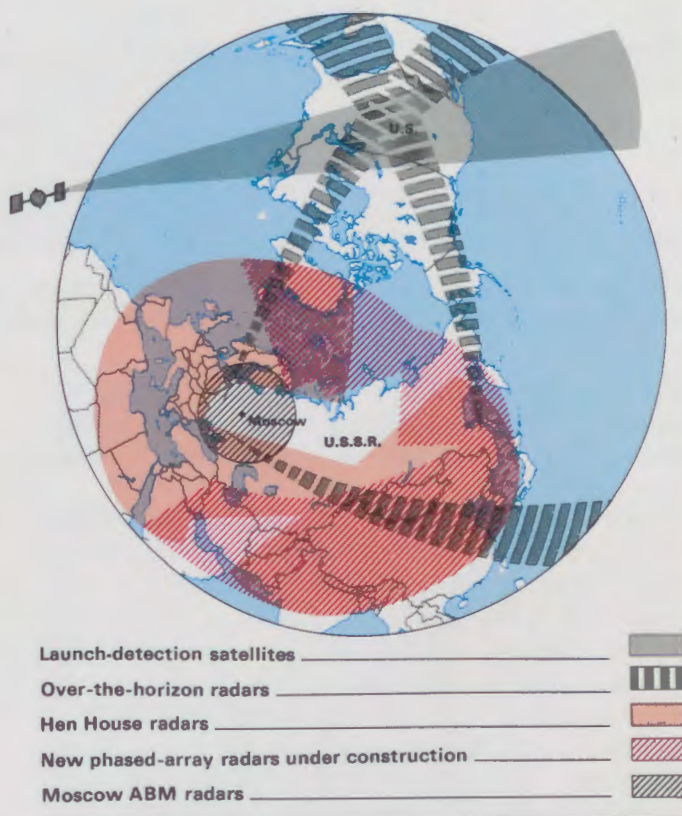 U.S.
Moscow
U.S.S.R.
Launch-detection satellites
Over-the-horizon radars
Hen House radars
New phased-array radars under construction
Moscow ABM radars